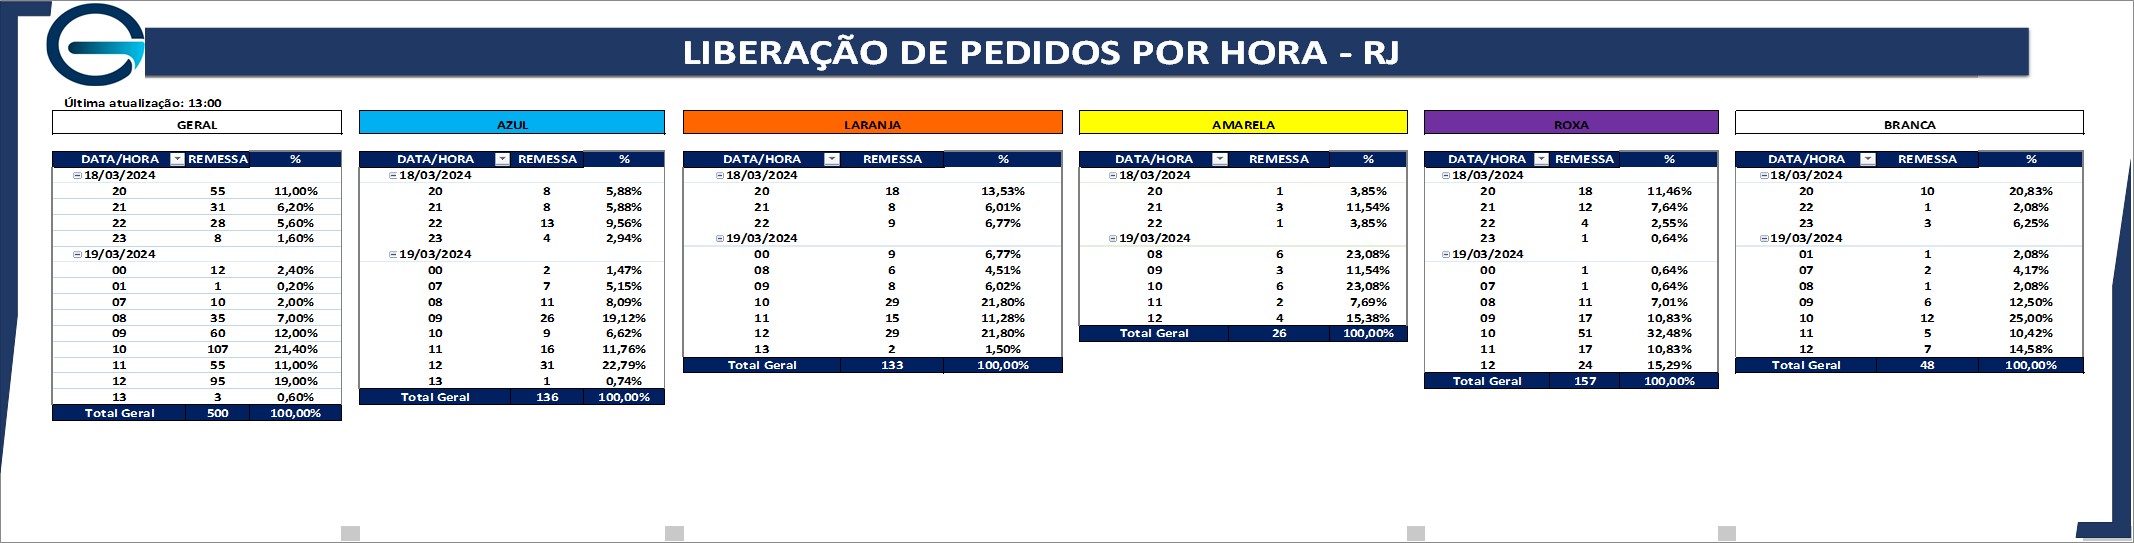 LIBERAÇÃO DE PEDIDOS POR HORA - RJ
Última atualização: 13:00
GERAL
DATA/HORA REMESSA %
18/03/2024
20 55 11,00%
21 31 6,20%
22 28 5,60%
23 8 1,60%
19/03/2024
00 12 2,40%
01 1 0,20%
07 10 2,00%
08 35 7,00%
09 60 12,00%
10 107 21,40%
11 55 11,00%
12 95 19,00%
13 3 0,60%
Total Geral 500 100,00%
AZUL
DATA/HORA REMESSA %
18/03/2024
20 8 5,88%
21 8 5,88%
22 13 9,56%
23 4 2,94%
19/03/2024
00 2 1,47%
07 7 5,15%
08 11 8,09%
09 26 19,12%
10 9 6,62%
11 16 11,76%
12 31 22,79%
13 1 0,74%
Total Geral 136 100,00%
LARANJA
DATA/HORA REMESSA %
18/03/2024
20 18 13,53%
21 8 6,01%
22 9 6,77%
19/03/2024
00 9 6,77%
08 6 4,51%
09 8 6,02%
10 29 21,80%
11 15 11,28%
12 29 21,80%
13 2 1,50%
Total Geral 133 100,00%
AMARELA
DATA/HORA REMESSA %
18/03/2024
20 1 3,85%
21 3 11,54%
22 1 3,85%
19/03/2024
08 6 23,08%
09 3 11,54%
10 6 23,08%
11 2 7,69%
12 4 15,38%
Total Geral 26 100,00%
ROXA
DATA/HORA REMESSA %
18/03/2024
20 18 11,46%
21 12 7,64%
22 4 2,55%
23 1 0,64%
19/03/2024
00 1 0,64%
07 1 0,64%
08 11 7,01%
09 17 10,83%
10 51 32,48%
11 17 10,83%
12 24 15,29%
Total Geral 157 100,00%
BRANCA
DATA/HORA REMESSA %
18/03/2024
20 10 20,83%
22 1 2,08%
23 3 6,25%
19/03/2024
01 1 2,08%
07 2 4,17%
08 1 2,08%
09 6 12,50%
10 12 25,00%
11 5 10,42%
12 7 14,58%
Total Geral 48 100,00%